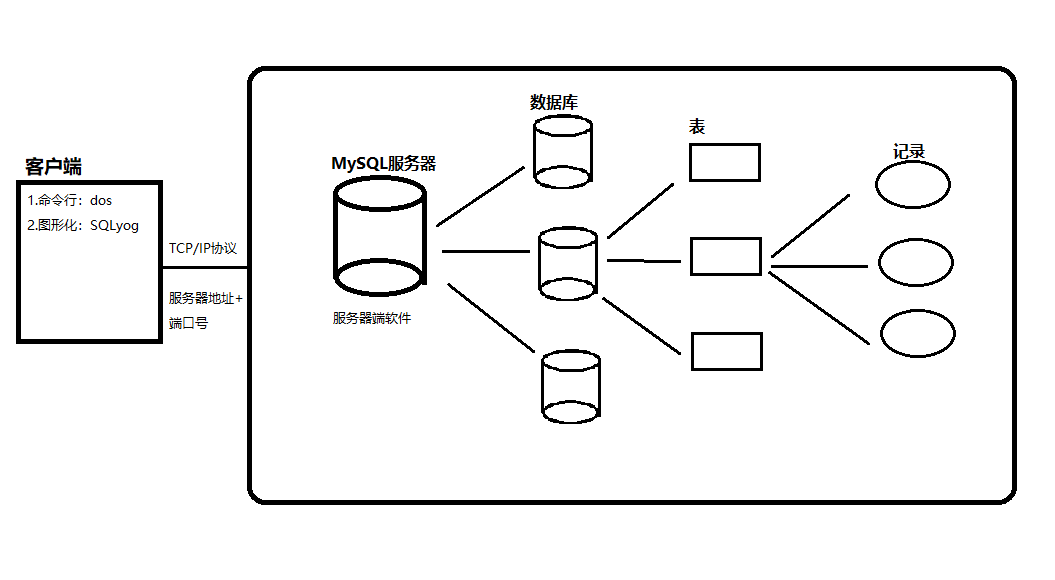 客户端
1.命令行：dos
2.图形化：SQLyog
TCP/IP协议
服务器地址+
端口号
MySQL服务器
服务器端软件
数据库
表
记录